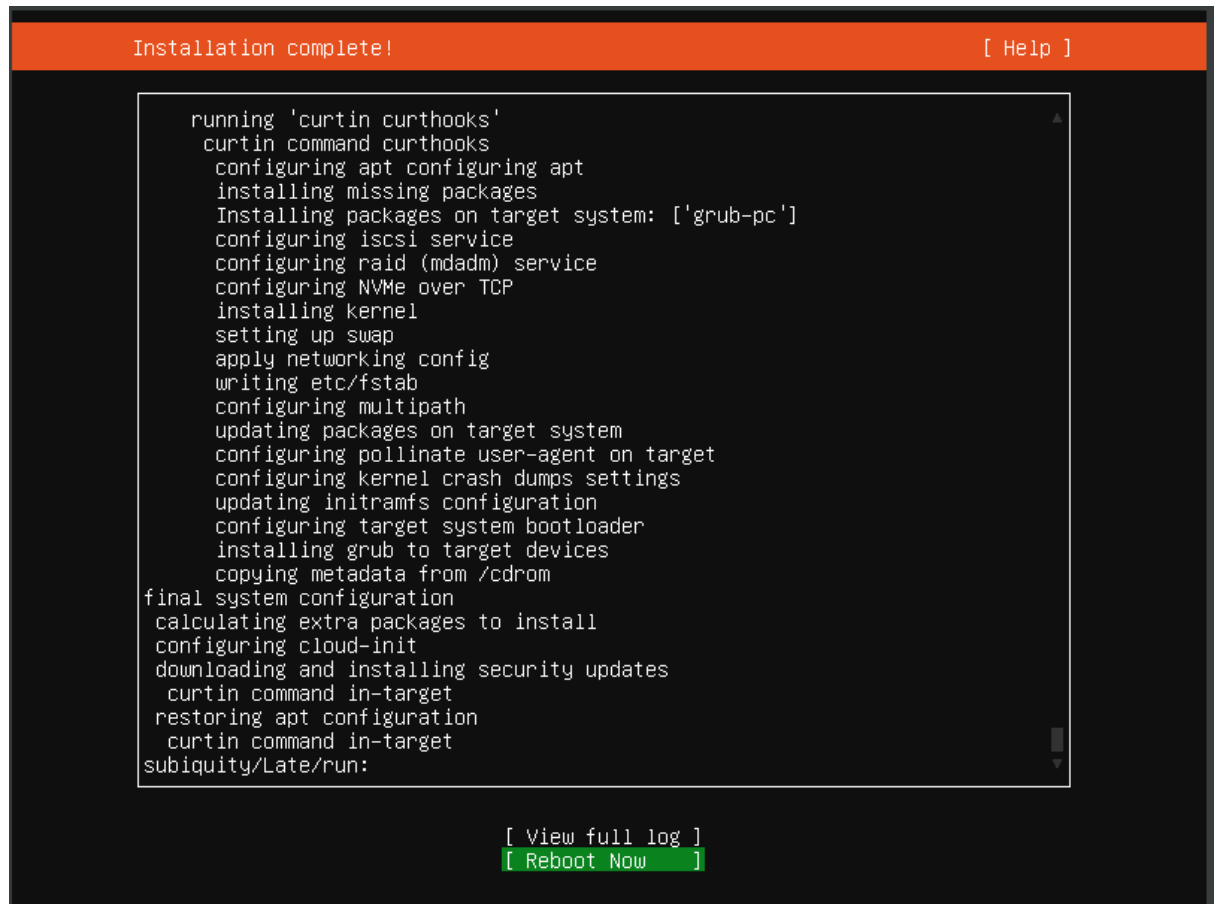 Installation complete! [ Help ]
running 'curtin curthooks'
curtin command curthooks
configuring apt configuring apt
installing missing packages
Installing packages on target system: ['grub-pc']
configuring iscsi service
configuring raid (mdadm) service
configuring NVMe over TCP
installing kernel
setting up swap
apply networking config
writing etc/fstab
configuring multipath
updating packages on target system
configuring pollinate user-agent on target
configuring kernel crash dumps settings
updating initramfs configuration
configuring target system bootloader
installing grub to target devices
copying metadata from /cdrom
final system configuration
calculating extra packages to install
configuring cloud-init
downloading and installing security updates
curtin command in-target
restoring apt configuration
curtin command in-target
subiquity/Late/run:
[ View full log ]
[ Reboot Now ]